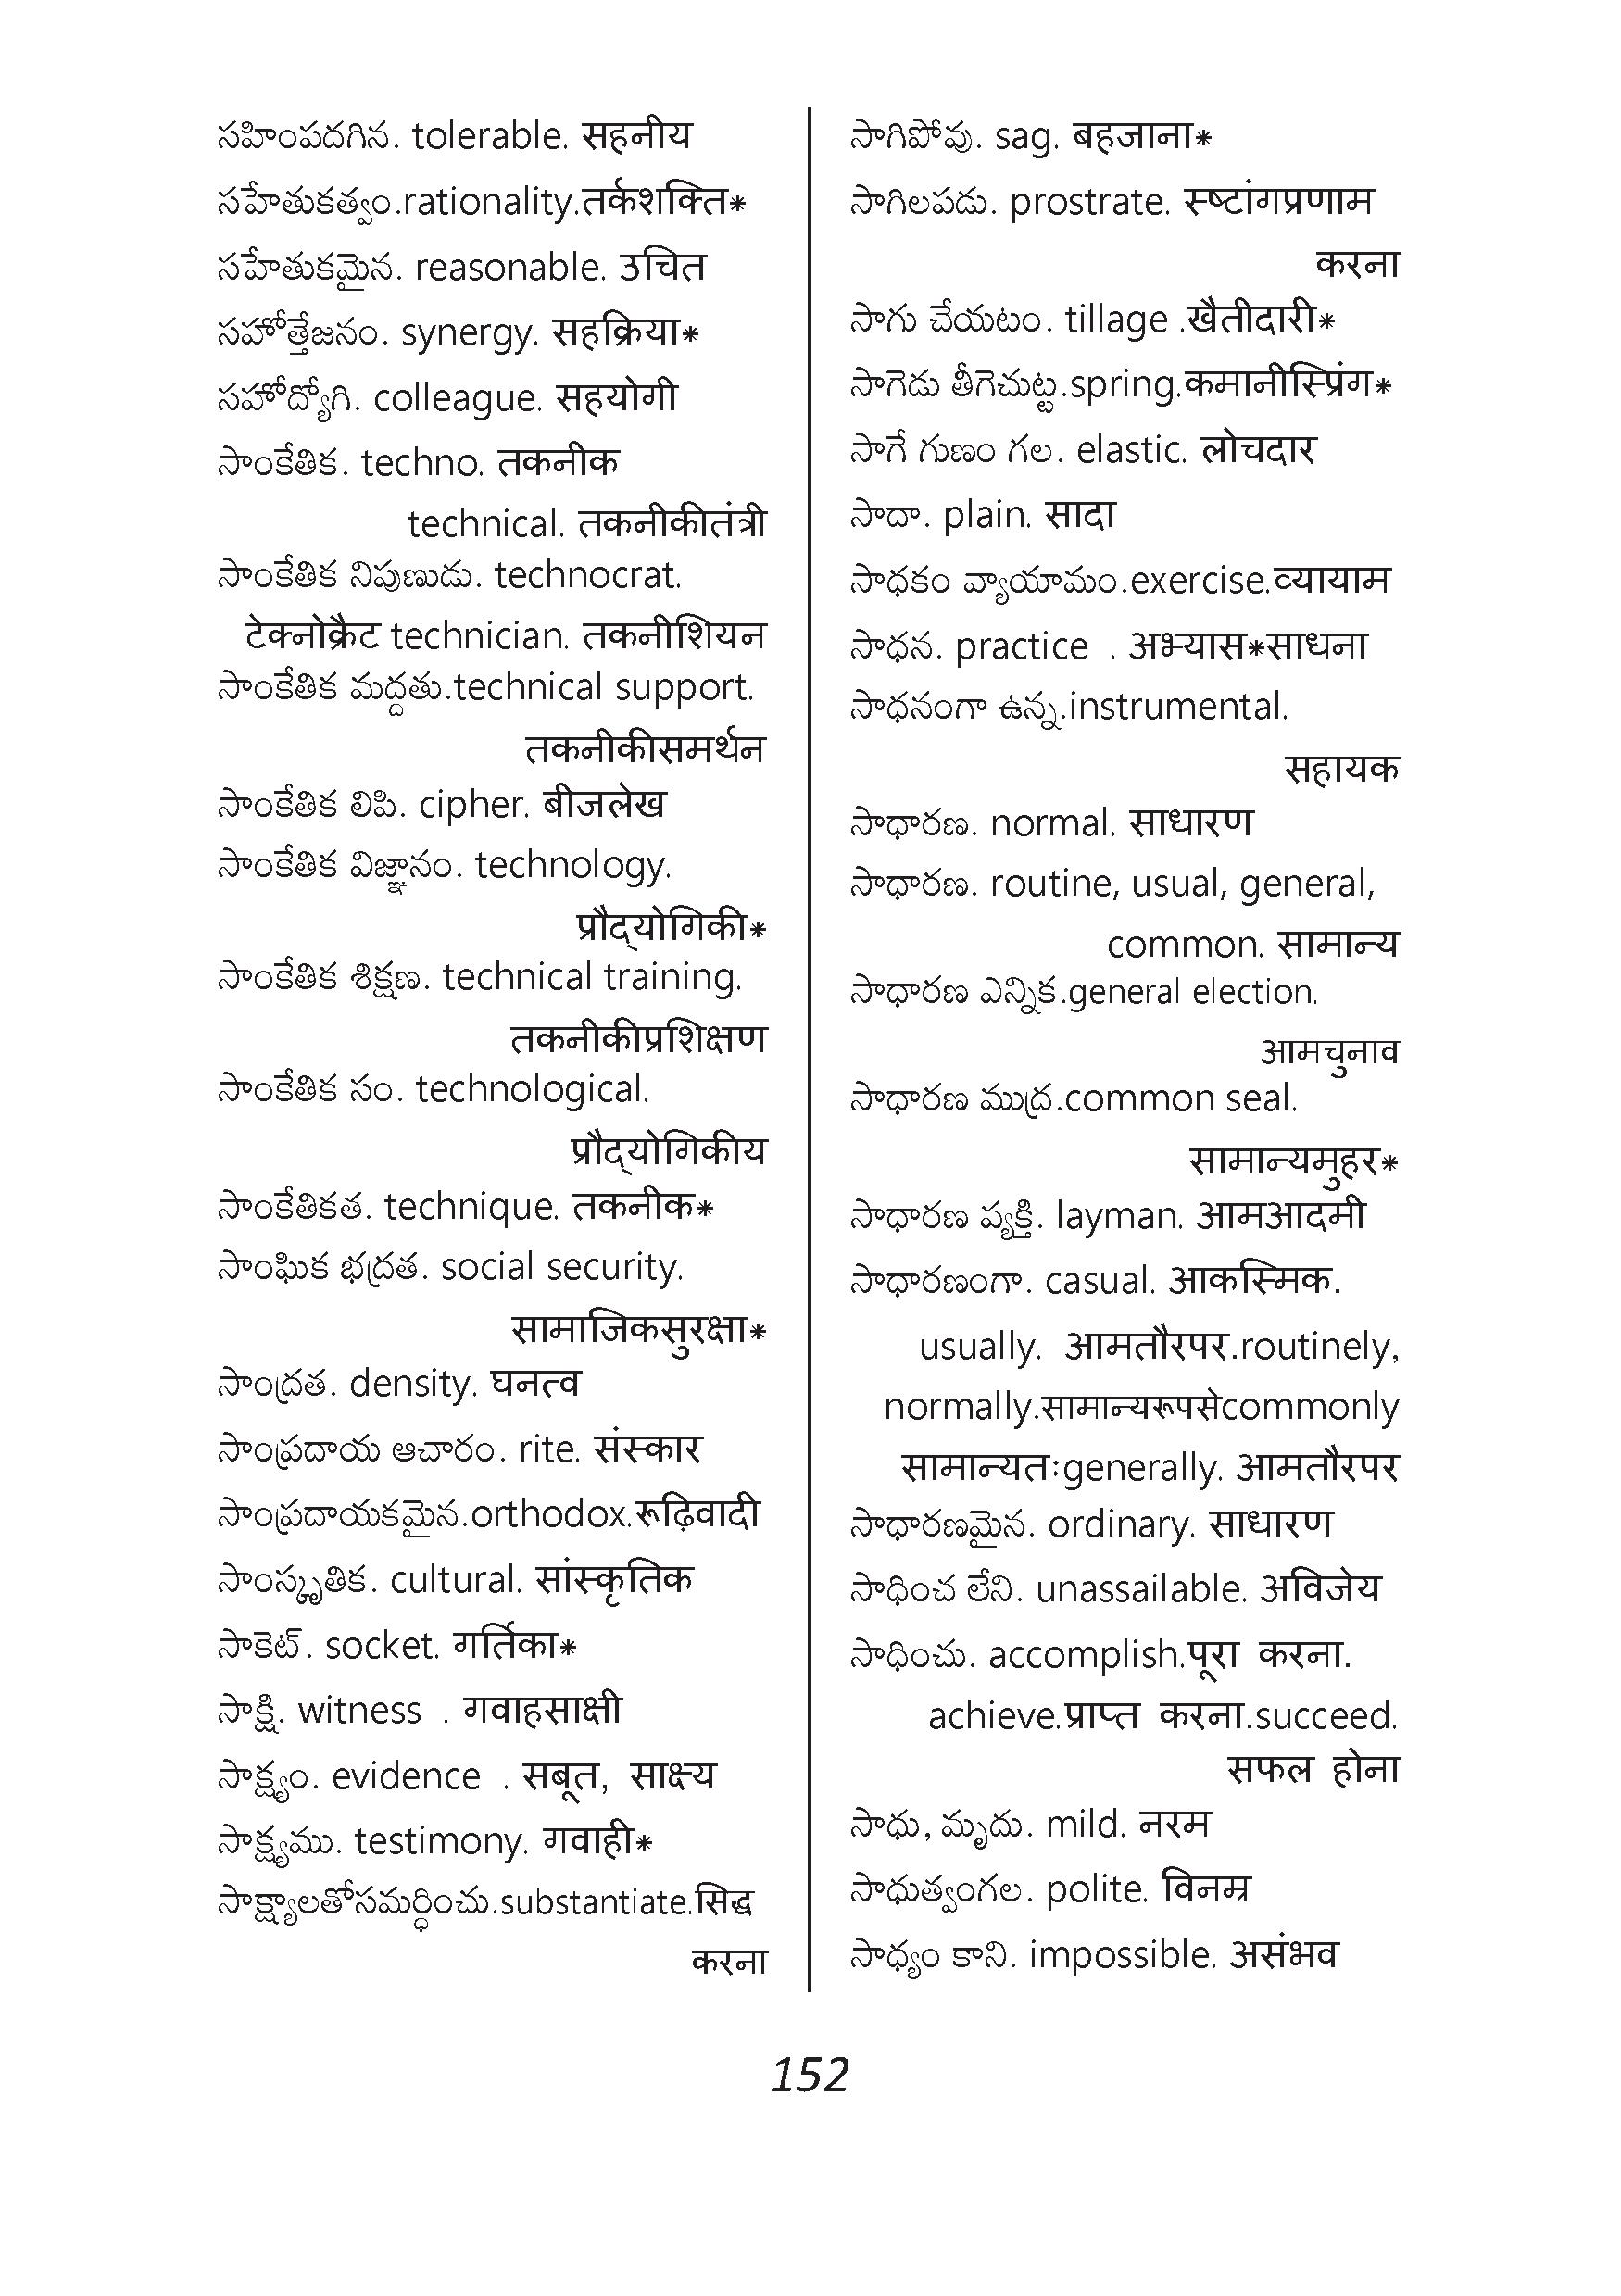 సహించదగిన. tolerable. सहनीय
సహేతుకత్వం.rationality.तर्कशक्ति*
సహేతుకమైన. reasonable. उचित
సహోత్తేజనం. synergy. सहक्रिया*
సహోద్యోగి. colleague. सहयोगी
సాంకేతిక. techno. तकनीक
technical. तकनीकीतंत्री
సాంకేతిక నిపుణుడు. technocrat.
टेक्नोक्रैट technician. तकनीशियन
సాంకేతిక మద్దతు.technical support.
तकनीकीसमर्थन
సాంకేతిక లిపి. cipher. बीजलेख
సాంకేతిక విజ్ఞానం. technology.
प्रौद्योगिकी*
సాంకేతిక శిక్షణ. technical training.
तकनीकीप्रशिक्षण
సాంకేతిక సం. technological.
प्रौद्योगिकीय
సాంకేతికత. technique. तकनीक*
సాంఘిక భద్రత. social security.
सामाजिकसुरक्षा*
సాంద్రత. density. घनत्व
సాంప్రదాయ ఆచారం. rite. संस्कार
సాంప్రదాయకమైన.orthodox.रूढ़िवादी
సాంస్కృతిక. cultural. सांस्कृतिक
సాకెట్. socket. गर्तिका*
సాక్షి. witness . गवाहसाक्षी
సాక్ష్యం. evidence . सबूत, साक्ष्य
సాక్ష్యము. testimony. गवाही*
సాక్ష్యాలతోసమర్ధించు.substantiate.सिद्ध
करना
సాగిపోవు. sag. बहजाना*
సాగిలపడు. prostrate. स्ष्टांगप्रणाम
करना
సాగు చేయటం. tillage .खैतीदारी*
సాగెడు తీగెచుట్ట.spring.कमानीस्प्रिंग*
సాగే గుణం గల. elastic. लोचदार
సాదా. plain. सादा
సాధకం వ్యాయామం.exercise.व्यायाम
సాధన. practice . अभ्यास*साधना
సాధనంగా ఉన్న.instrumental.
सहायक
సాధారణ. normal. साधारण
సాధారణ. routine, usual, general,
common. सामान्य
సాధారణ ఎన్నిక.general election.
आमचुनाव
సాధారణ ముద్ర.common seal.
सामान्यमुहर*
సాధారణ వ్యక్తి. layman. आमआदमी
సాధారణంగా. casual. आकस्मिक.
usually. आमतौरपर.routinely,
normally.सामान्यरूपसेcommonly
सामान्यतःgenerally. आमतौरपर
సాధారణమైన. ordinary. साधारण
సాధించ లేని. unassailable. अविजेय
సాధించు. accomplish.पूरा करना.
achieve.प्राप्त करना.succeed.
सफल होना
సాధు, మృదు. mild. नरम
సాధుత్వంగల. polite. विनम्र
సాధ్యం కాని. impossible. असंभव
152